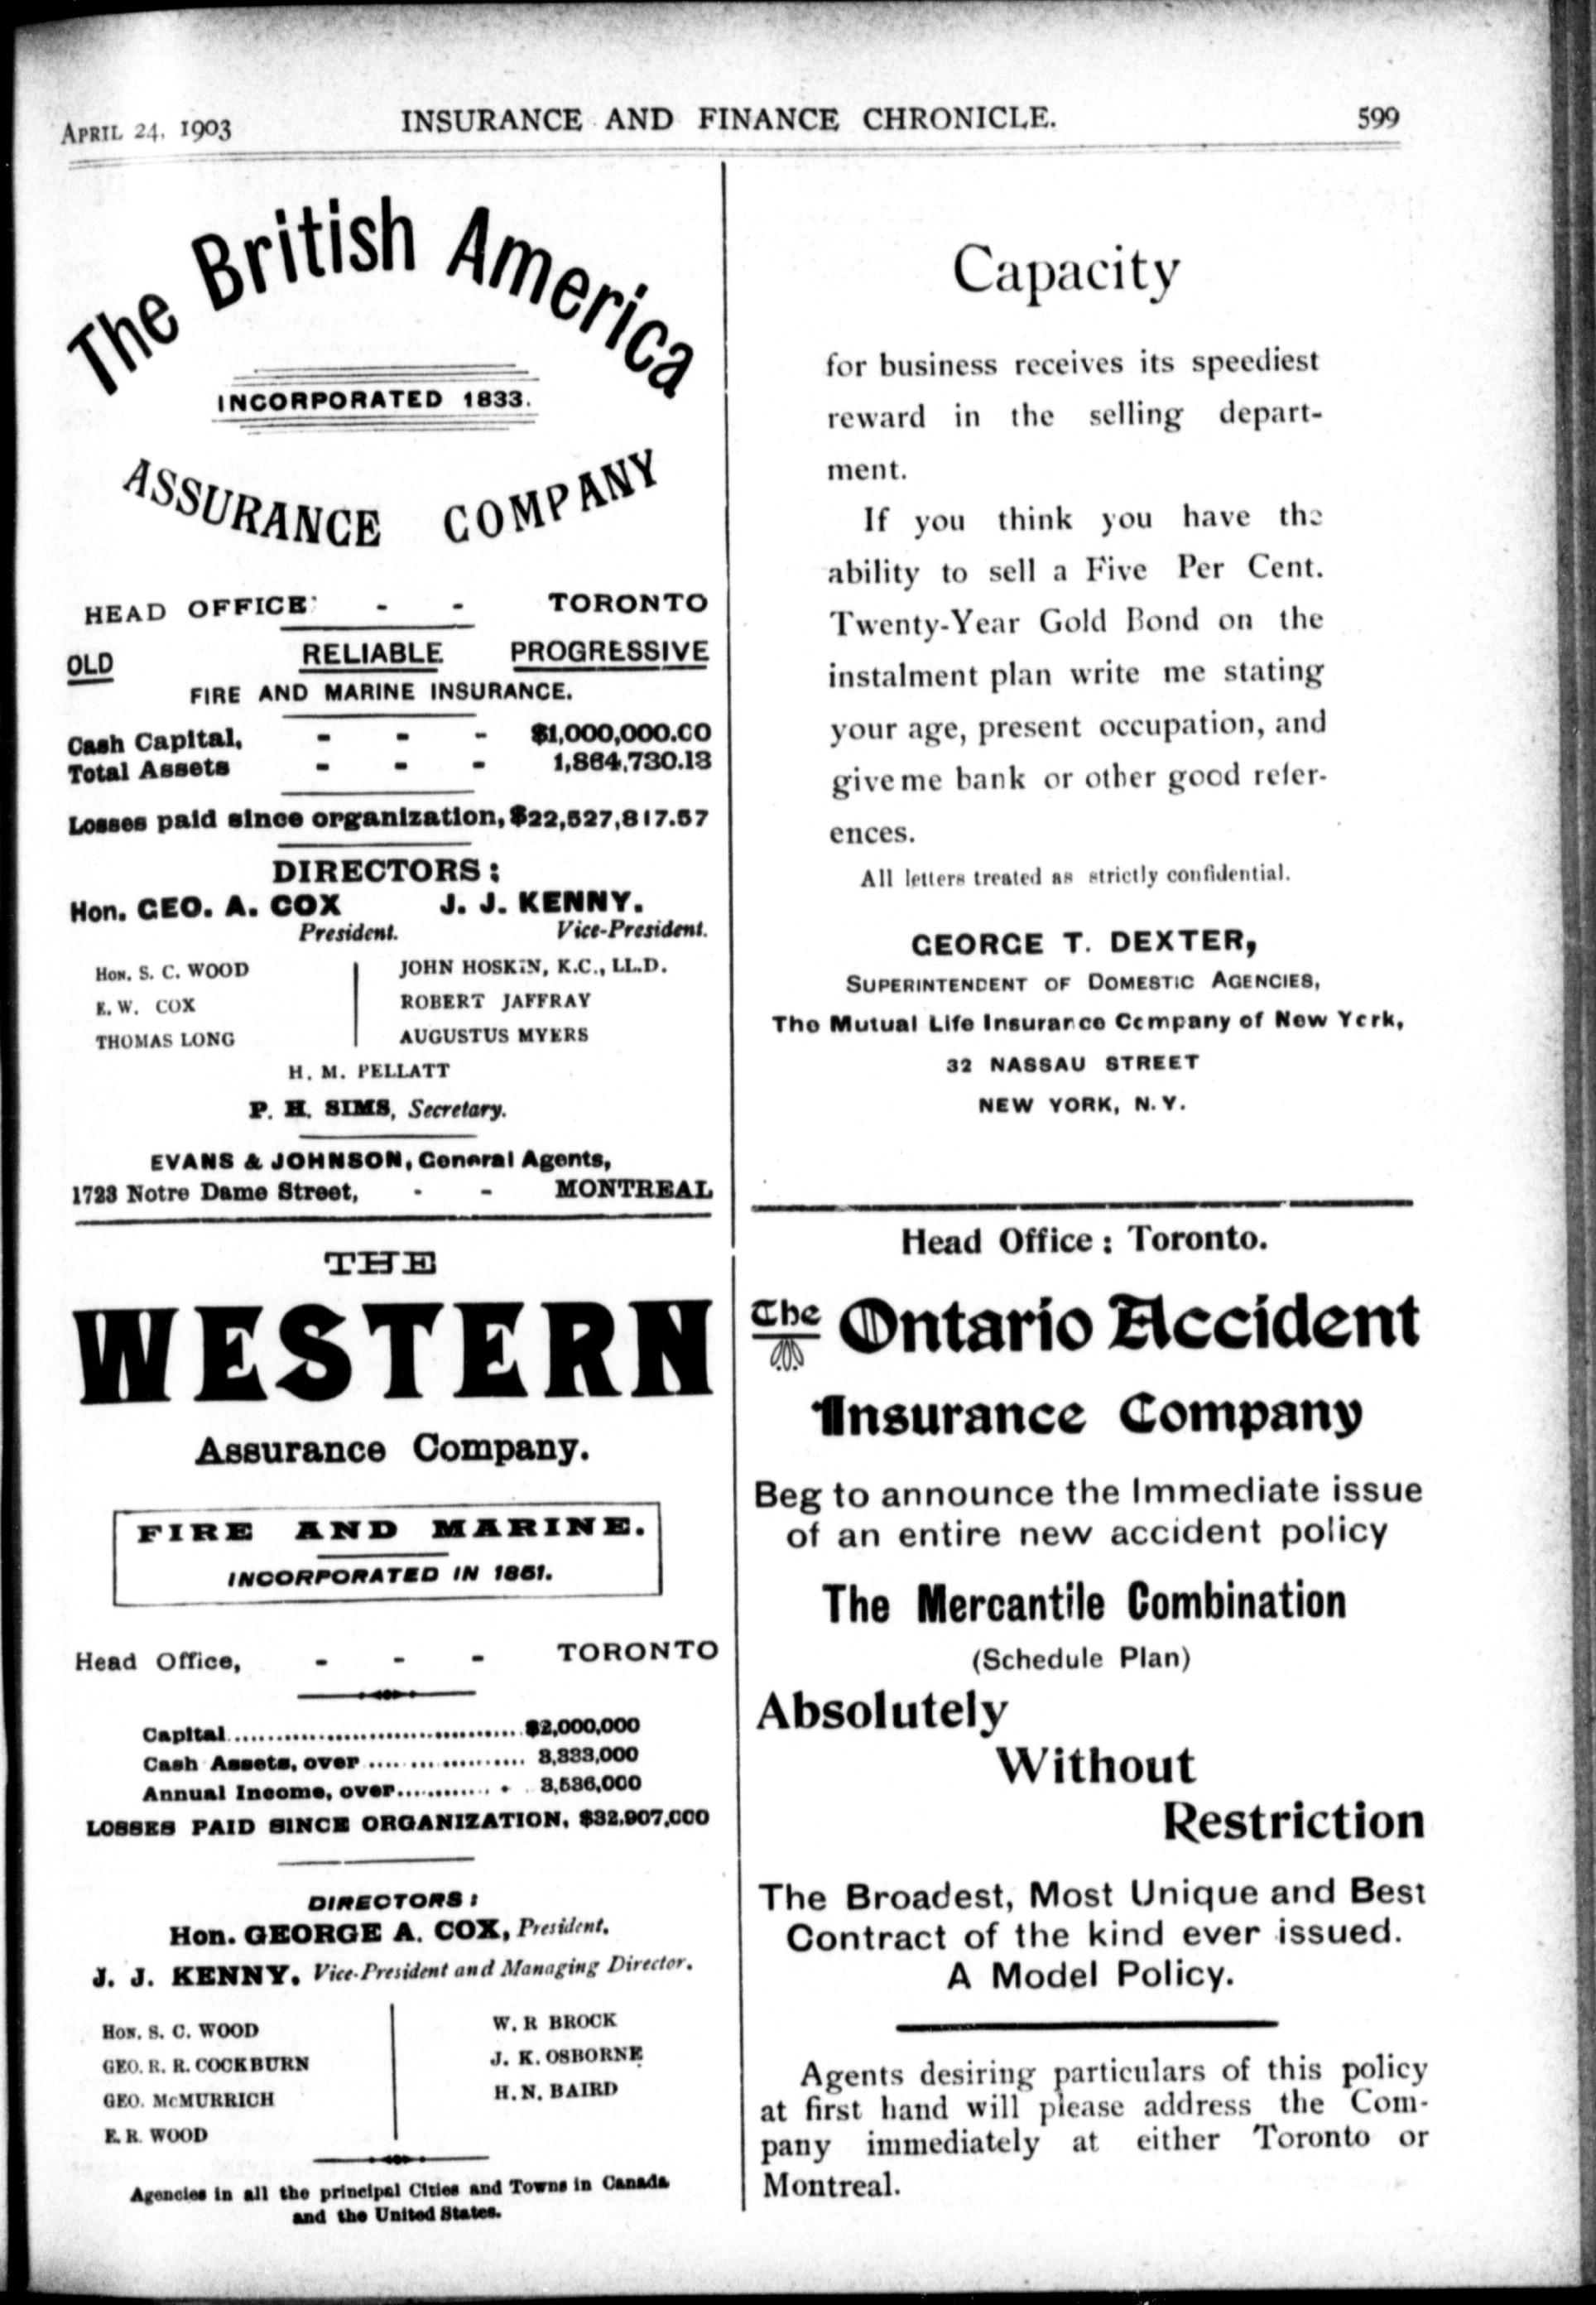 APRIL 24, 1903
INSURANCE AND FINANCE CHRONICLE.
599
The British America
INCORPORATED 1833.
ASSURANCE COMPANY
HEAD OFFICE - - TORONTO
OLD RELIABLE PROGRESSIVE
FIRE AND MARINE INSURANCE.
Cash Capital, - - - $1,000,000.00
Total Assets - - - 1,864,730.13
Losses paid since organization, $22,527,817.57
DIRECTORS:
Hon. GEO. A. COX J. J. KENNY.
President. Vice-President.
HON. S. C. WOOD JOHN HOSKIN, K.C., LL.D.
E. W. COX ROBERT JAFFRAY
THOMAS LONG AUGUSTUS MYERS
H. M. PELLATT
P. H. SIMS, Secretary.
EVANS & JOHNSON, General Agents,
1723 Notre Dame Street, - - MONTREAL
THE
WESTERN
Assurance Company.
FIRE AND MARINE.
INCORPORATED IN 1851.
Head Office, - - - TORONTO
Capital.................................... $2,000,000
Cash Assets, over ................... 3,333,000
Annual Income, over............ 3,536,000
LOSSES PAID SINCE ORGANIZATION, $32,907,000
DIRECTORS:
Hon. GEORGE A. COX, President.
J. J. KENNY, Vice-President and Managing Director.
HON. S. C. WOOD W. R BROCK
GEO. R. R. COCKBURN J. K. OSBORNE
GEO. McMURRICH H. N. BAIRD
E. R. WOOD
Agencies in all the principal Cities and Towns in Canada
and the United States.
Capacity
for business receives its speediest
reward in the selling depart-
ment.
If you think you have the
ability to sell a Five Per Cent.
Twenty-Year Gold Bond on the
instalment plan write me stating
your age, present occupation, and
give me bank or other good refer-
ences.
All letters treated as strictly confidential.
GEORGE T. DEXTER,
SUPERINTENDENT OF DOMESTIC AGENCIES,
The Mutual Life Insurance Company of New York,
32 NASSAU STREET
NEW YORK, N. Y.
Head Office: Toronto.
The Ontario Accident
Insurance Company
Beg to announce the Immediate issue
of an entire new accident policy
The Mercantile Combination
(Schedule Plan)
Absolutely
Without
Restriction
The Broadest, Most Unique and Best
Contract of the kind ever issued.
A Model Policy.
Agents desiring particulars of this policy
at first hand will please address the Com-
pany immediately at either Toronto or
Montreal.